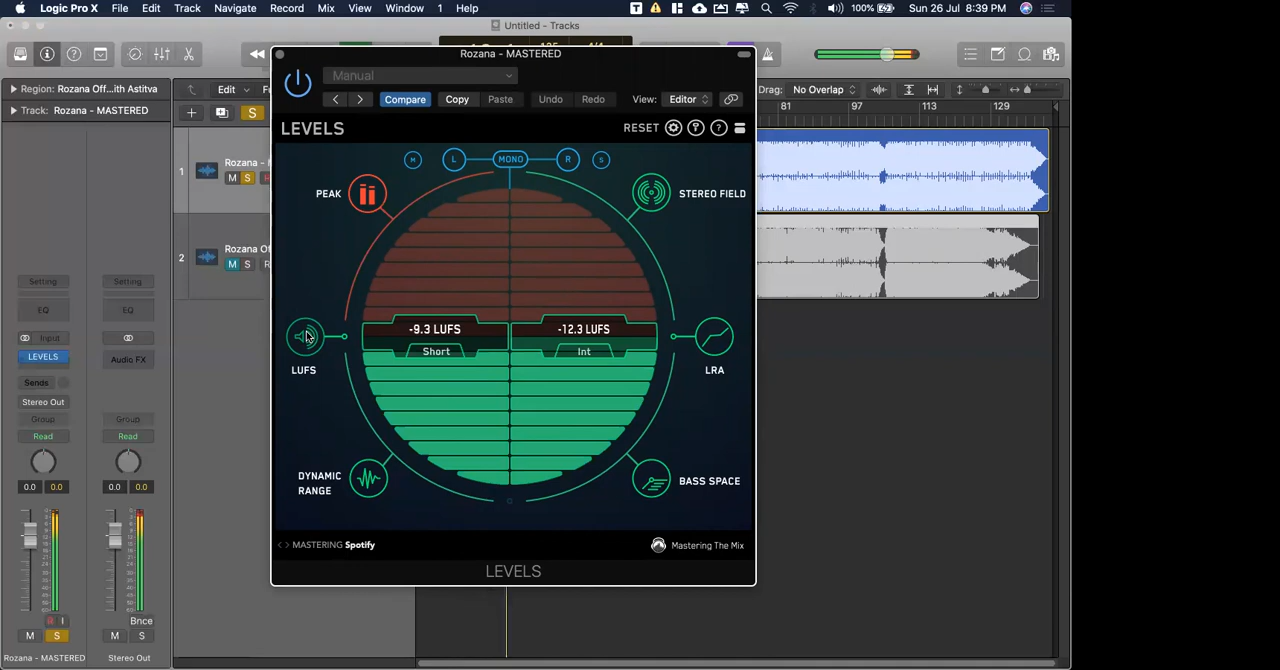 Logic Pro X File Edit Track Navigate Record Mix View Window 1 Help
100% Sun 26 Jul 8:39 PM
Untitled - Tracks
Rozana - MASTERED
Manual
Compare Copy Paste Undo Redo View: Editor
LEVELS
RESET
?
M L MONO R S
PEAK
STEREO FIELD
-9.3 LUFS -12.3 LUFS
Short Int
LUFS
LRA
DYNAMIC
RANGE
BASS SPACE
MASTERING Spotify
Mastering The Mix
LEVELS
Region: Rozana Off...ith Astitva
Track: Rozana - MASTERED
Edit
S
Drag: No Overlap
81 97 113 129
1
Rozana -
M S
2
Rozana Of
M S R
Setting Setting
EQ EQ
Input
LEVELS Audio FX
Sends
Stereo Out
Group Group
Read Read
0.0 0.0 0.0 0.0
R I Bnce
M S M S
Rozana - MASTERED Stereo Out